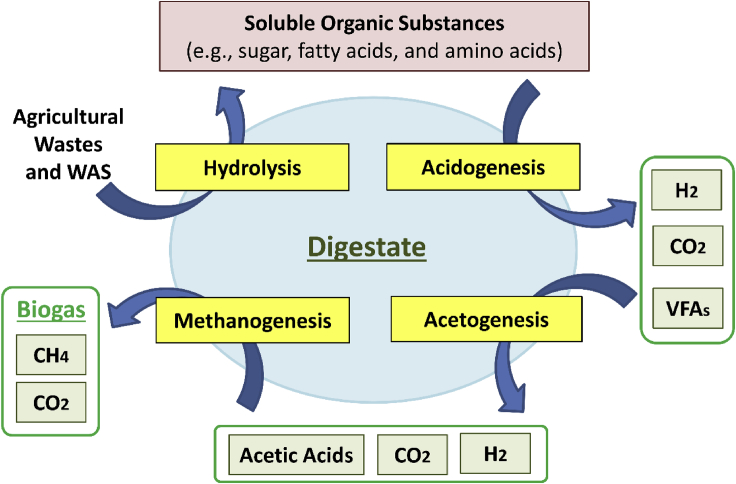 Soluble Organic Substances
(e.g., sugar, fatty acids, and amino acids)
Agricultural
Wastes
and WAS
Hydrolysis
Acidogenesis
H2
CO2
VFAs
Digestate
Biogas
CH4
CO2
Methanogenesis
Acetogenesis
Acetic Acids
CO2
H2